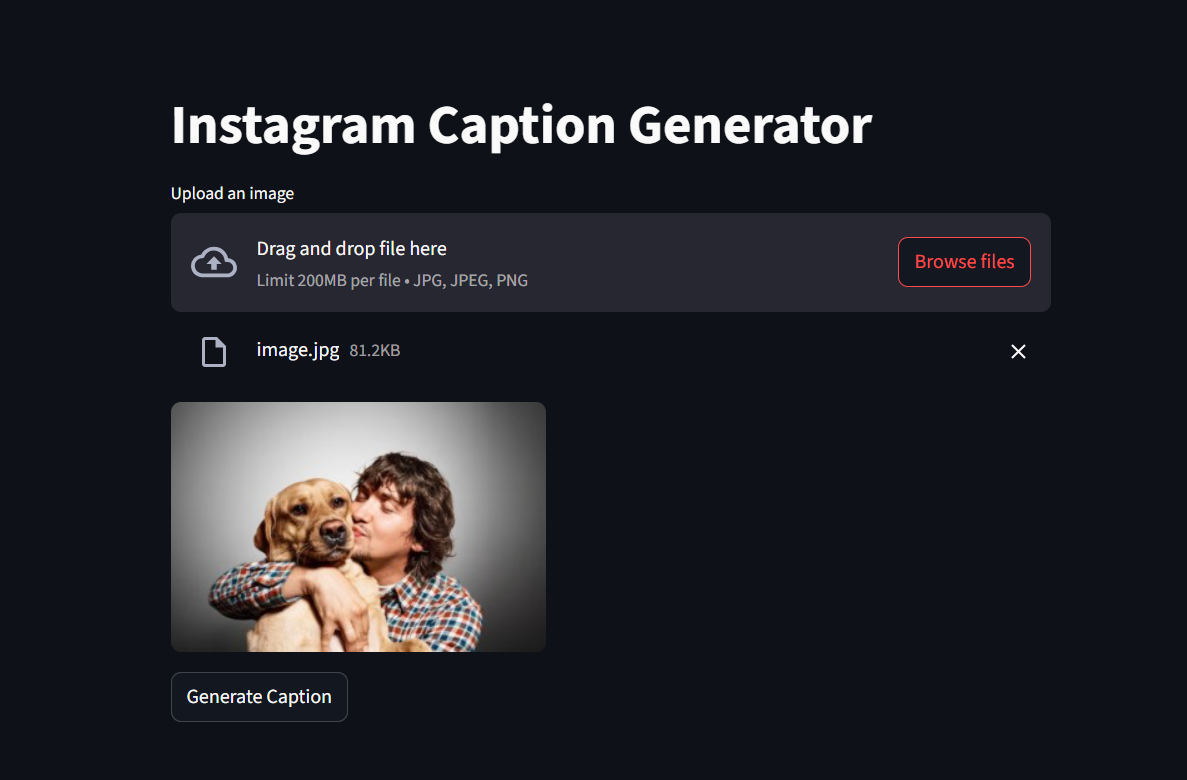 Instagram Caption Generator
Upload an image
Drag and drop file here
Limit 200MB per file • JPG, JPEG, PNG
Browse files
image.jpg 81.2KB
Generate Caption